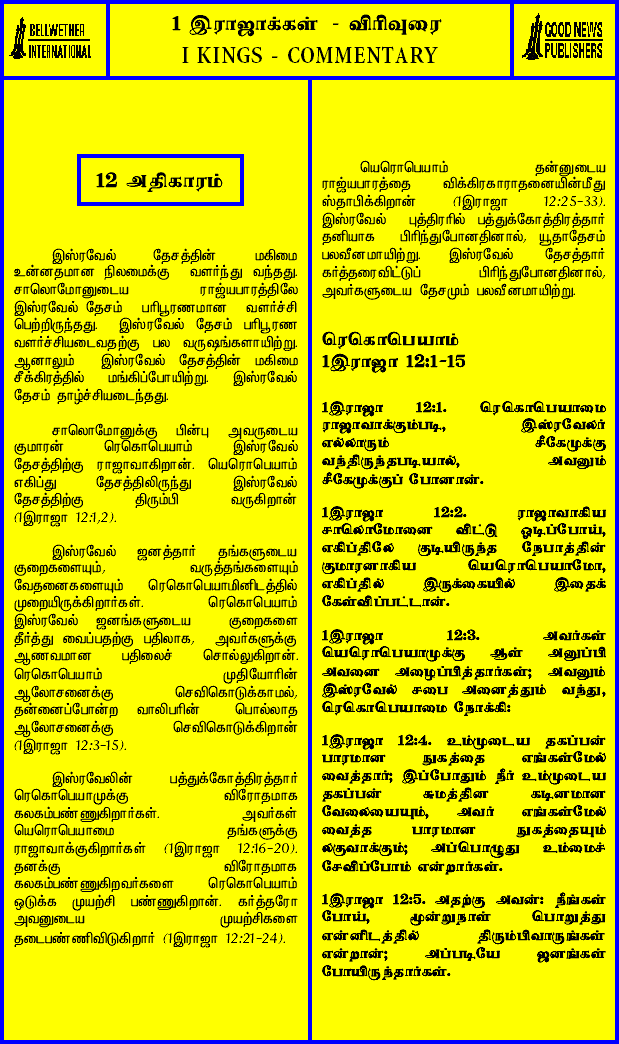 BELLWETHER
INTERNATIONAL
1 இராஜாக்கள் - விரிவுரை
I KINGS - COMMENTARY
GOOD NEWS
PUBLISHERS
12 அதிகாரம்
இஸ்ரவேல் தேசத்தின் மகிமை
உன்னதமான நிலமைக்கு வளர்ந்து வந்தது.
சாலொமோனுடைய ராஜ்யபாரத்திலே
இஸ்ரவேல் தேசம் பரிபூரணமான வளர்ச்சி
பெற்றிருந்தது. இஸ்ரவேல் தேசம் பரிபூரண
வளர்ச்சியடைவதற்கு பல வருஷங்களாயிற்று.
ஆனாலும் இஸ்ரவேல் தேசத்தின் மகிமை
சீக்கிரத்தில் மங்கிப்போயிற்று. இஸ்ரவேல்
தேசம் தாழ்ச்சியடைந்தது.
சாலொமோனுக்கு பின்பு அவருடைய
குமாரன் ரெகொபெயாம் இஸ்ரவேல்
தேசத்திற்கு ராஜாவாகிறான். யெரொபெயாம்
எகிப்து தேசத்திலிருந்து இஸ்ரவேல்
தேசத்திற்கு திரும்பி வருகிறான்
(1இராஜா 12:1,2).
இஸ்ரவேல் ஜனத்தார் தங்களுடைய
குறைகளையும், வருத்தங்களையும்
வேதனைகளையும் ரெகொபெயாமினிடத்தில்
முறையிருக்கிறார்கள். ரெகொபெயாம்
இஸ்ரவேல் ஜனங்களுடைய குறைகளை
தீர்த்து வைப்பதற்கு பதிலாக, அவர்களுக்கு
ஆணவமான பதிலைச் சொல்லுகிறான்.
ரெகொபெயாம் முதியோரின்
ஆலோசனைக்கு செவிகொடுக்காமல்,
தன்னைப்போன்ற வாலிபரின் பொல்லாத
ஆலோசனைக்கு செவிகொடுக்கிறான்
(1இராஜா 12:3-15).
இஸ்ரவேலின் பத்துக்கோத்திரத்தார்
ரெகொபெயாமுக்கு விரோதமாக
கலகம்பண்ணுகிறார்கள். அவர்கள்
யெரொபெயாமை தங்களுக்கு
ராஜாவாக்குகிறார்கள் (1இராஜா 12:16-20).
தனக்கு விரோதமாக
கலகம்பண்ணுகிறவர்களை ரெகொபெயாம்
ஒடுக்க முயற்சி பண்ணுகிறான். கர்த்தரோ
அவனுடைய முயற்சிகளை
தடைபண்ணிவிடுகிறார் (1இராஜா 12:21-24).
யெரொபெயாம் தன்னுடைய
ராஜ்யபாரத்தை விக்கிரகாராதனையின்மீது
ஸ்தாபிக்கிறான் (1இராஜா 12:25-33).
இஸ்ரவேல் புத்திரரில் பத்துக்கோத்திரத்தார்
தனியாக பிரிந்துபோனதினால், யூதாதேசம்
பலவீனமாயிற்று. இஸ்ரவேல் தேசத்தார்
கர்த்தரைவிட்டுப் பிரிந்துபோனதினால்,
அவர்களுடைய தேசமும் பலவீனமாயிற்று.
ரெகொபெயாம்
1இராஜா 12:1-15
1இராஜா 12:1. ரெகொபெயாமை
ராஜாவாக்கும்படி, இஸ்ரவேலர்
எல்லாரும் சீகேமுக்கு
வந்திருந்தபடியால், அவனும்
சீகேமுக்குப் போனான்.
1இராஜா 12:2. ராஜாவாகிய
சாலொமோனை விட்டு ஓடிப்போய்,
எகிப்திலே குடியிருந்த நேபாத்தின்
குமாரனாகிய யெரொபெயாமோ,
எகிப்தில் இருக்கையில் இதைக்
கேள்விப்பட்டான்.
1இராஜா 12:3. அவர்கள்
யெரொபெயாமுக்கு ஆள் அனுப்பி
அவனை அழைப்பித்தார்கள்; அவனும்
இஸ்ரவேல் சபை அனைத்தும் வந்து,
ரெகொபெயாமை நோக்கி:
1இராஜா 12:4. உம்முடைய தகப்பன்
பாரமான நுகத்தை எங்கள்மேல்
வைத்தார்; இப்போதும் நீர் உம்முடைய
தகப்பன் சுமத்தின கடினமான
வேலையையும், அவர் எங்கள்மேல்
வைத்த பாரமான நுகத்தையும்
லகுவாக்கும்; அப்பொழுது உம்மைச்
சேவிப்போம் என்றார்கள்.
1இராஜா 12:5. அதற்கு அவன்: நீங்கள்
போய், மூன்றுநாள் பொறுத்து
என்னிடத்தில் திரும்பிவாருங்கள்
என்றான்; அப்படியே ஜனங்கள்
போயிருந்தார்கள்.